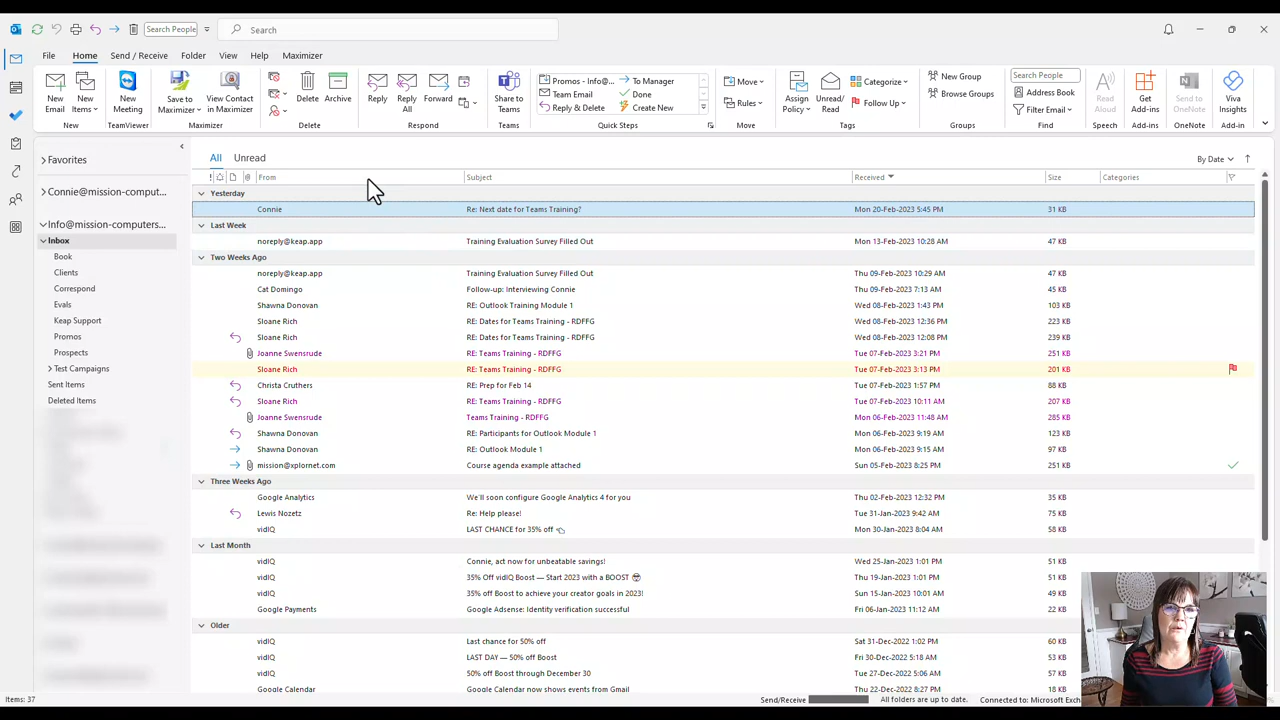 Search People
Search
File Home Send / Receive Folder View Help Maximizer
New Email
New Items
New
New Meeting
TeamViewer
Save to Maximizer
View Contact in Maximizer
Maximizer
Delete
Archive
Delete
Reply
Reply All
Forward
Respond
Share to Teams
Teams
Promos - Info@...
Team Email
Reply & Delete
To Manager
Done
Create New
Quick Steps
Move
Rules
Move
Assign Policy
Unread/ Read
Categorize
Follow Up
Tags
New Group
Browse Groups
Groups
Search People
Address Book
Filter Email
Find
Read Aloud
Speech
Get Add-ins
Add-ins
Send to OneNote
OneNote
Viva Insights
Add-in
Favorites
Connie@mission-comput...
Info@mission-computers...
Inbox
Book
Clients
Correspond
Evals
Keap Support
Promos
Prospects
Test Campaigns
Sent Items
Deleted Items
All Unread
By Date
! From Subject Received Size Categories
Yesterday
Connie Re: Next date for Teams Training? Mon 20-Feb-2023 5:45 PM 31 KB
Last Week
noreply@keap.app Training Evaluation Survey Filled Out Mon 13-Feb-2023 10:28 AM 47 KB
Two Weeks Ago
noreply@keap.app Training Evaluation Survey Filled Out Thu 09-Feb-2023 10:29 AM 47 KB
Cat Domingo Follow-up: Interviewing Connie Thu 09-Feb-2023 7:13 AM 45 KB
Shawna Donovan RE: Outlook Training Module 1 Wed 08-Feb-2023 1:43 PM 103 KB
Sloane Rich RE: Dates for Teams Training - RDFFG Wed 08-Feb-2023 12:36 PM 223 KB
Sloane Rich RE: Dates for Teams Training - RDFFG Wed 08-Feb-2023 12:08 PM 239 KB
Joanne Swensrude RE: Teams Training - RDFFG Tue 07-Feb-2023 3:21 PM 251 KB
Sloane Rich RE: Teams Training - RDFFG Tue 07-Feb-2023 3:13 PM 201 KB
Christa Cruthers RE: Prep for Feb 14 Tue 07-Feb-2023 1:57 PM 88 KB
Sloane Rich RE: Teams Training - RDFFG Tue 07-Feb-2023 10:11 AM 207 KB
Joanne Swensrude Teams Training - RDFFG Mon 06-Feb-2023 11:48 AM 285 KB
Shawna Donovan RE: Participants for Outlook Module 1 Mon 06-Feb-2023 9:19 AM 123 KB
Shawna Donovan RE: Outlook Module 1 Mon 06-Feb-2023 9:15 AM 97 KB
mission@xplornet.com Course agenda example attached Sun 05-Feb-2023 8:25 PM 251 KB
Three Weeks Ago
Google Analytics We'll soon configure Google Analytics 4 for you Thu 02-Feb-2023 12:32 PM 35 KB
Lewis Nozetz Re: Help please! Tue 31-Jan-2023 9:42 AM 75 KB
vidIQ LAST CHANCE for 35% off Mon 30-Jan-2023 8:04 AM 58 KB
Last Month
vidIQ Connie, act now for unbeatable savings! Wed 25-Jan-2023 1:01 PM 51 KB
vidIQ 35% Off vidIQ Boost — Start 2023 with a BOOST 😎 Thu 19-Jan-2023 1:01 PM 51 KB
vidIQ 35% off Boost to achieve your creator goals in 2023! Sun 15-Jan-2023 10:01 AM 49 KB
Google Payments Google Adsense: Identity verification successful Fri 06-Jan-2023 11:12 AM 22 KB
Older
vidIQ Last chance for 50% off Sat 31-Dec-2022 1:02 PM 60 KB
vidIQ LAST DAY — 50% off Boost Fri 30-Dec-2022 5:18 AM 53 KB
vidIQ 50% off Boost through December 30 Tue 27-Dec-2022 5:06 AM 57 KB
Google Calendar Google Calendar now shows events from Gmail Thu 22-Dec-2022 8:07 PM
Items: 37 Send/Receive All folders are up to date. Connected to: Microsoft Exch